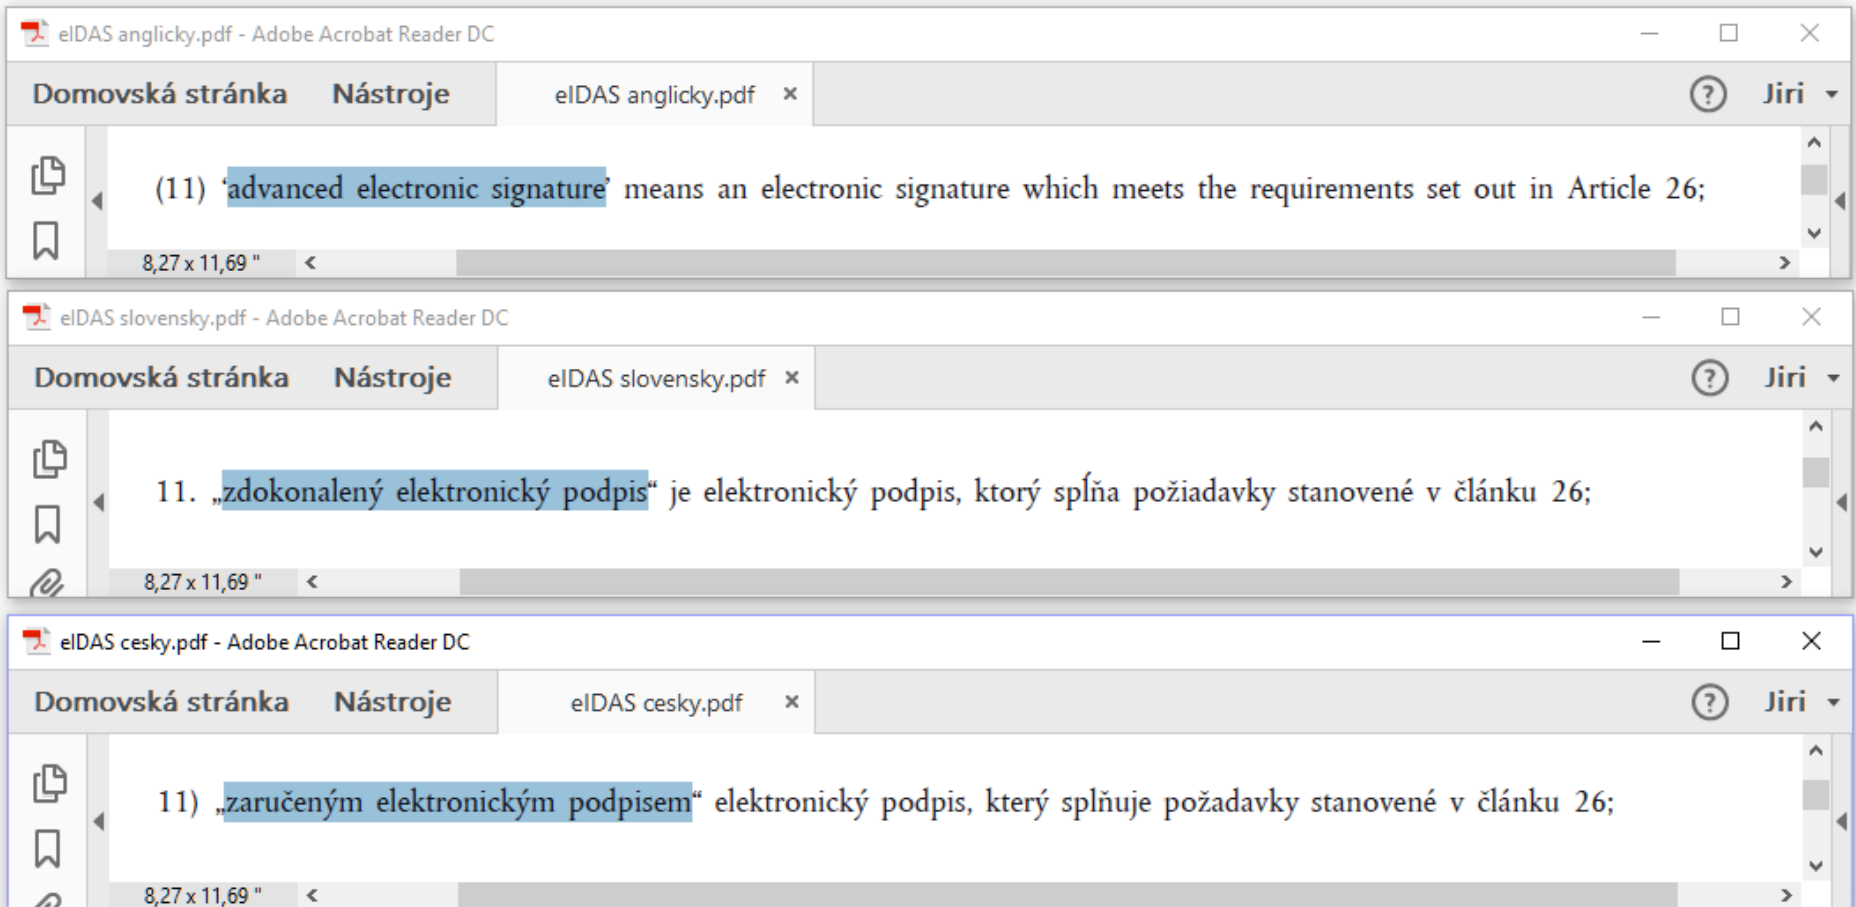 eIDAS anglicky.pdf - Adobe Acrobat Reader DC
Domovská stránka Nástroje eIDAS anglicky.pdf × ? Jiri
(11) ‘advanced electronic signature’ means an electronic signature which meets the requirements set out in Article 26;
8,27 x 11,69 "
eIDAS slovensky.pdf - Adobe Acrobat Reader DC
Domovská stránka Nástroje eIDAS slovensky.pdf × ? Jiri
11. „zdokonalený elektronický podpis“ je elektronický podpis, ktorý spĺňa požiadavky stanovené v článku 26;
8,27 x 11,69 "
eIDAS cesky.pdf - Adobe Acrobat Reader DC
Domovská stránka Nástroje eIDAS cesky.pdf × ? Jiri
11) „zaručeným elektronickým podpisem“ elektronický podpis, který splňuje požadavky stanovené v článku 26;
8,27 x 11,69 "